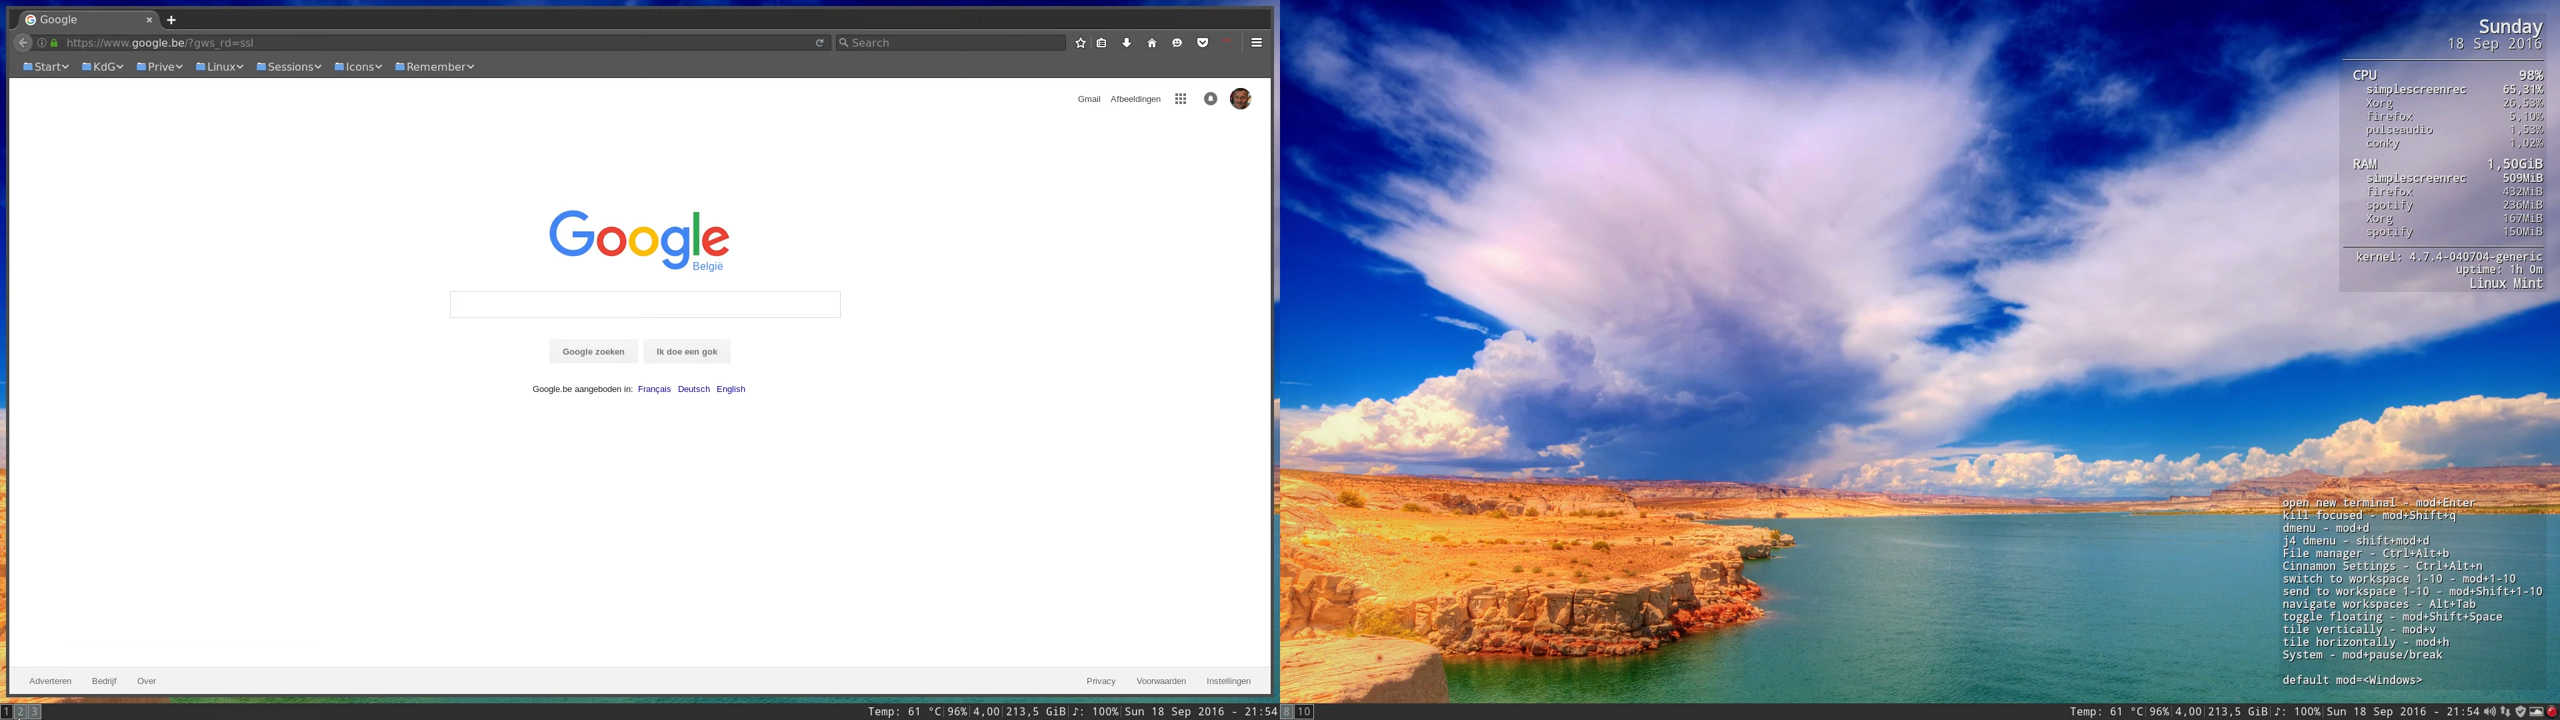 Google
https://www.google.be/?gws_rd=ssl
Search
Start KdG Prive Linux Sessions Icons Remember
Gmail Afbeeldingen
Google
België
Google zoeken Ik doe een gok
Google.be aangeboden in: Français Deutsch English
Adverteren Bedrijf Over Privacy Voorwaarden Instellingen
1 2 3 Temp: 61 °C 96% 4,00 213,5 GiB ♪: 100% Sun 18 Sep 2016 - 21:54
Sunday
18 Sep 2016
CPU 98%
simplescreenrec 65,31%
Xorg 26,53%
firefox 5,10%
pulseaudio 1,53%
conky 1,02%
RAM 1,50GiB
simplescreenrec 509MiB
firefox 432MiB
spotify 236MiB
Xorg 167MiB
spotify 150MiB
kernel: 4.7.4-040704-generic
uptime: 1h 0m
Linux Mint
open new terminal - mod+Enter
kill focused - mod+Shift+q
dmenu - mod+d
j4 dmenu - shift+mod+d
File manager - Ctrl+Alt+b
Cinnamon Settings - Ctrl+Alt+n
switch to workspace 1-10 - mod+1-10
send to workspace 1-10 - mod+Shift+1-10
navigate workspaces - Alt+Tab
toggle floating - mod+Shift+Space
tile vertically - mod+v
tile horizontally - mod+h
System - mod+pause/break
default mod=<Windows>
8 10 Temp: 61 °C 96% 4,00 213,5 GiB ♪: 100% Sun 18 Sep 2016 - 21:54